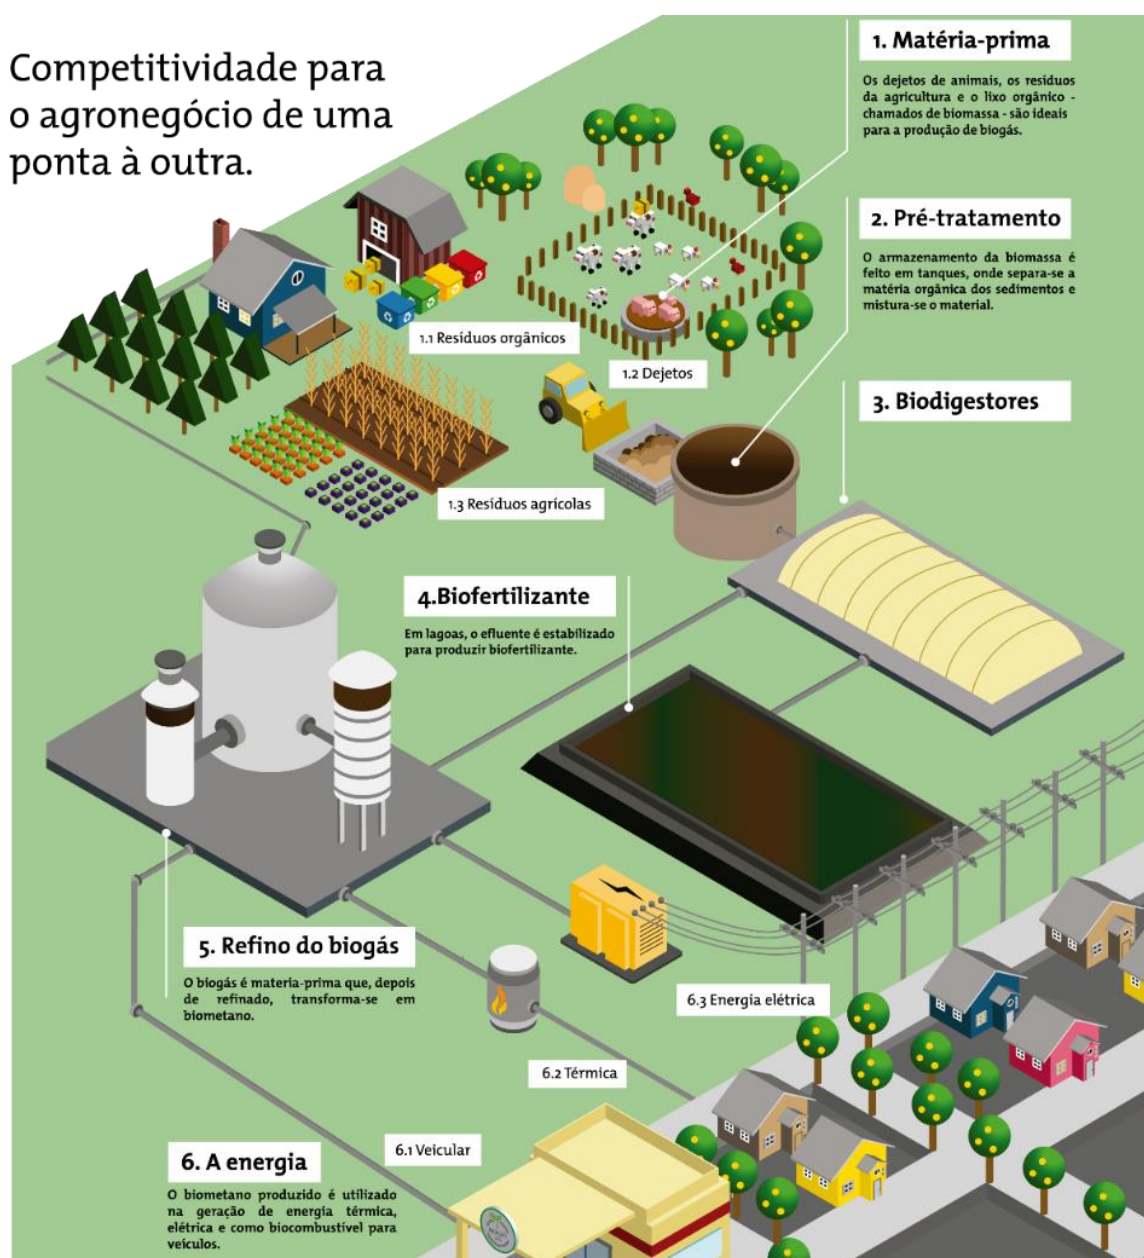 Competitividade para
o agronegócio de uma
ponta à outra.
1. Matéria-prima
Os dejetos de animais, os resíduos
da agricultura e o lixo orgânico -
chamados de biomassa - são ideais
para a produção de biogás.
2. Pré-tratamento
O armazenamento da biomassa é
feito em tanques, onde separa-se a
matéria orgânica dos sedimentos e
mistura-se o material.
1.1 Resíduos orgânicos
1.2 Dejetos
3. Biodigestores
1.3 Resíduos agrícolas
4.Biofertilizante
Em lagoas, o efluente é estabilizado
para produzir biofertilizante.
5. Refino do biogás
O biogás é materia-prima que, depois
de refinado, transforma-se em
biometano.
6.3 Energia elétrica
6.2 Térmica
6.1 Veicular
6. A energia
O biometano produzido é utilizado
na geração de energia térmica,
elétrica e como biocombustível para
veículos.